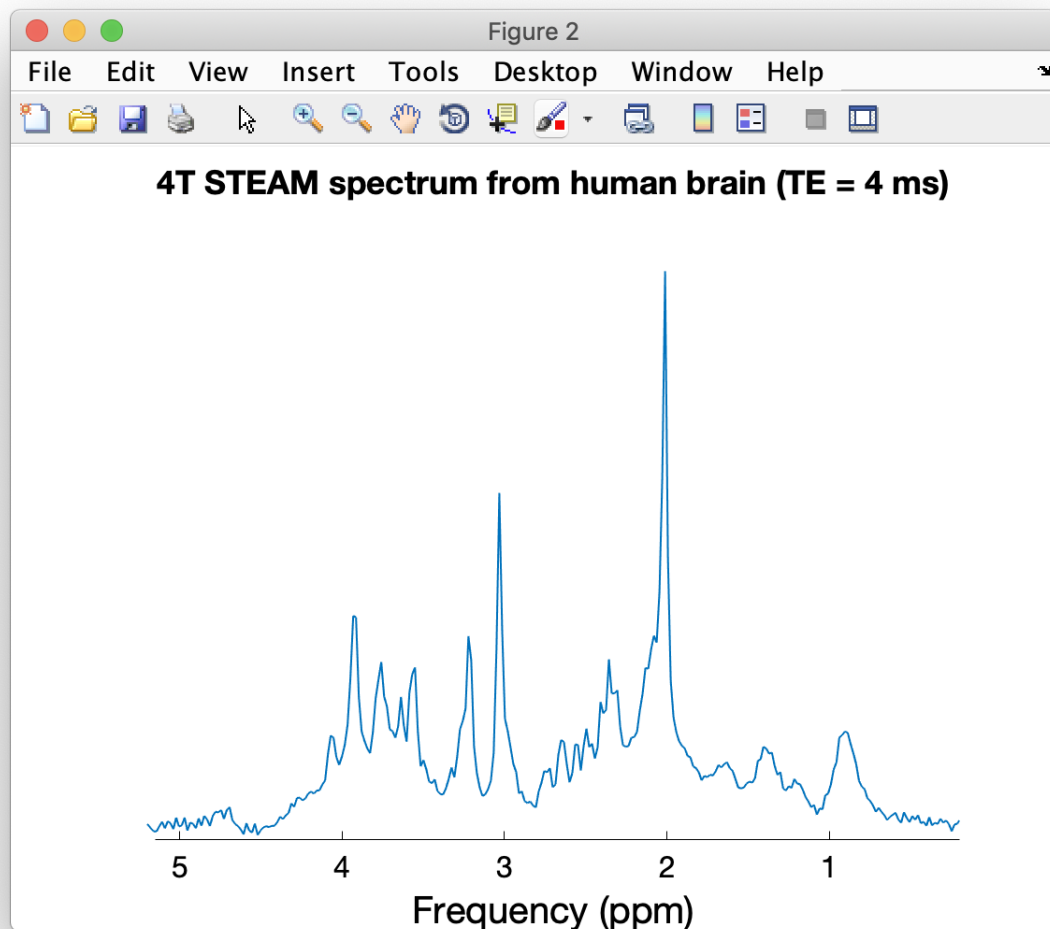 Figure 2
File Edit View Insert Tools Desktop Window Help
4T STEAM spectrum from human brain (TE = 4 ms)
5 4 3 2 1
Frequency (ppm)